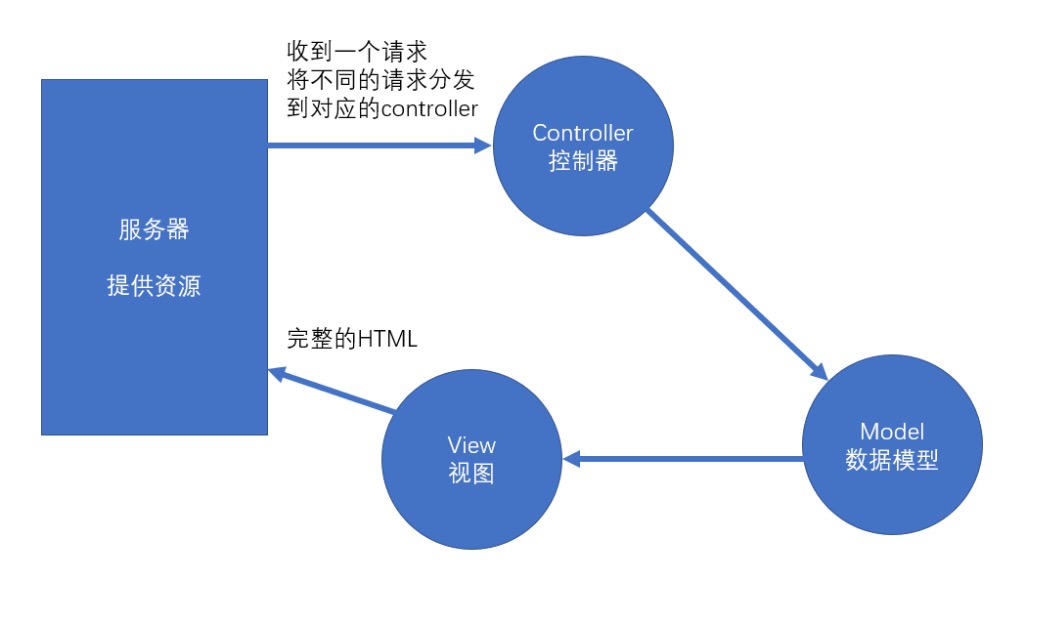 收到一个请求
将不同的请求分发
到对应的controller
Controller
控制器
服务器
提供资源
完整的HTML
View
视图
Model
数据模型